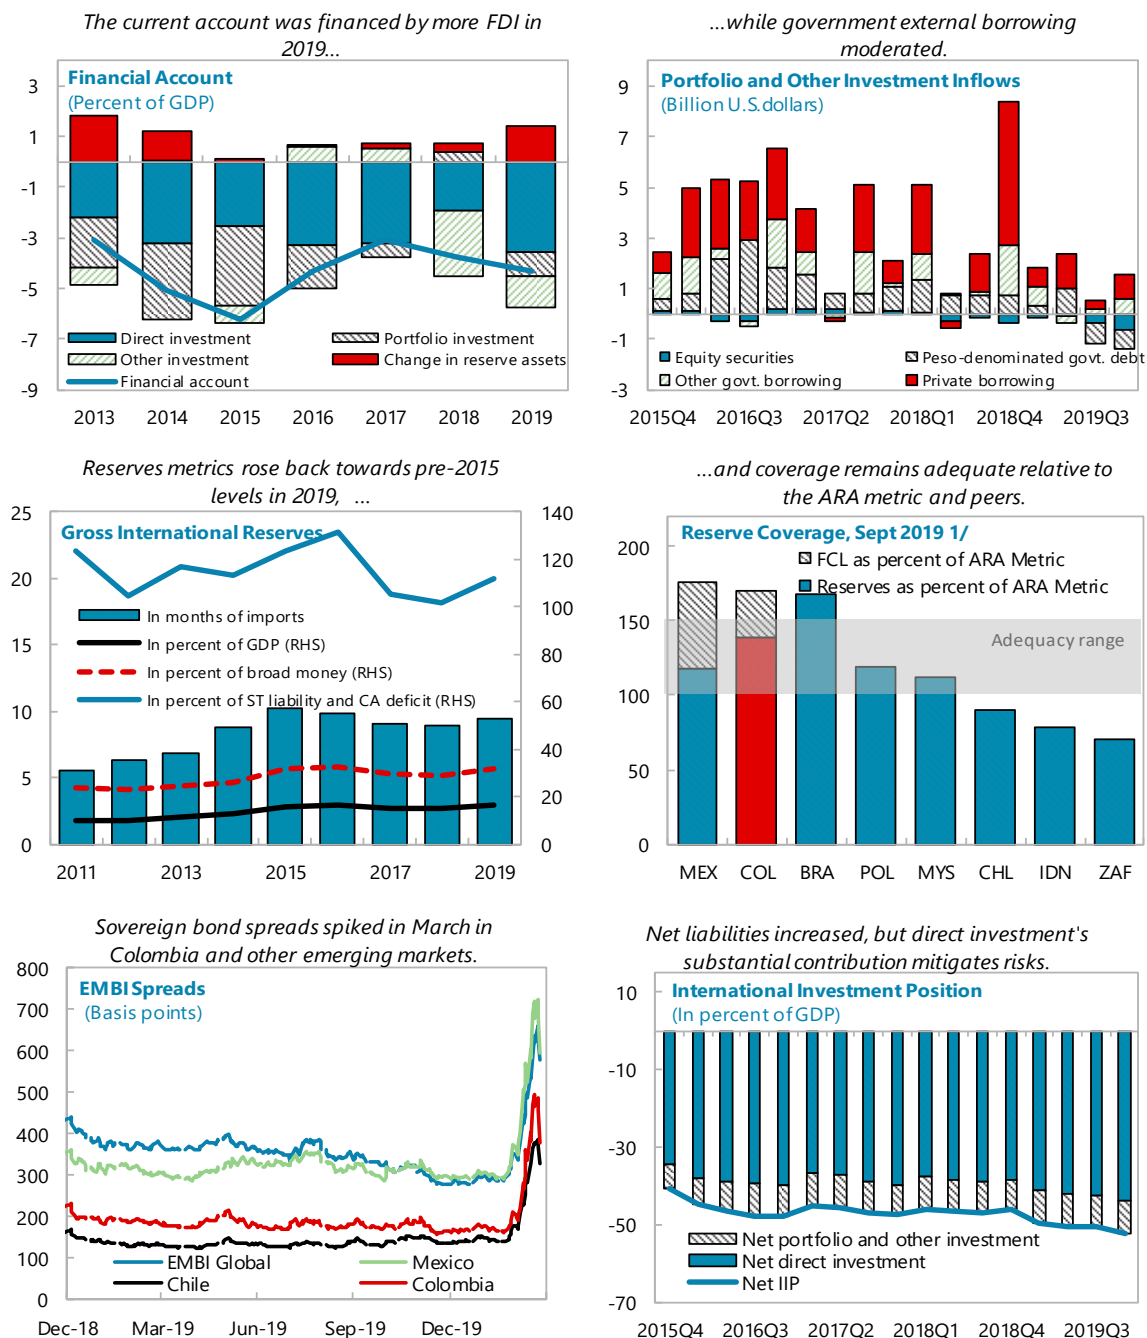 The current account was financed by more FDI in
2019...
Financial Account
(Percent of GDP)
3
1
-1
-3
-5
-7
-9
Direct investment
Portfolio investment
Other investment
Change in reserve assets
Financial account
2013 2014 2015 2016 2017 2018 2019
...while government external borrowing
moderated.
Portfolio and Other Investment Inflows
(Billion U.S.dollars)
9
7
5
3
1
-1
-3
Equity securities
Peso-denominated govt. debt
Other govt. borrowing
Private borrowing
2015Q4 2016Q3 2017Q2 2018Q1 2018Q4 2019Q3
Reserves metrics rose back towards pre-2015
levels in 2019, ...
Gross International Reserves
25
20
15
10
5
0
140
120
100
80
60
40
20
0
In months of imports
In percent of GDP (RHS)
In percent of broad money (RHS)
In percent of ST liability and CA deficit (RHS)
2011 2013 2015 2017 2019
...and coverage remains adequate relative to
the ARA metric and peers.
Reserve Coverage, Sept 2019 1/
200
150
100
50
0
FCL as percent of ARA Metric
Reserves as percent of ARA Metric
Adequacy range
MEX COL BRA POL MYS CHL IDN ZAF
Sovereign bond spreads spiked in March in
Colombia and other emerging markets.
EMBI Spreads
(Basis points)
800
700
600
500
400
300
200
100
0
EMBI Global
Mexico
Chile
Colombia
Dec-18 Mar-19 Jun-19 Sep-19 Dec-19
Net liabilities increased, but direct investment's
substantial contribution mitigates risks.
International Investment Position
(In percent of GDP)
10
-10
-30
-50
-70
Net portfolio and other investment
Net direct investment
Net IIP
2015Q4 2016Q3 2017Q2 2018Q1 2018Q4 2019Q3